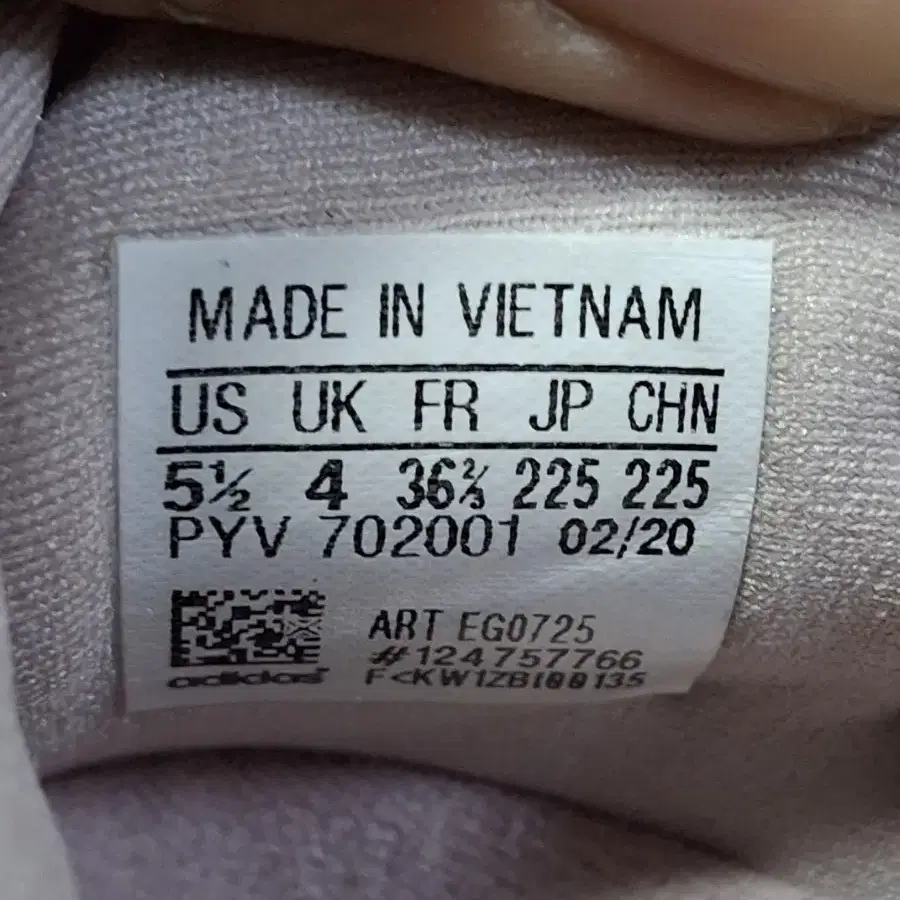 MADE IN VIETNAM
US UK FR JP CHN
5½ 4 36⅔ 225 225
PYV 702001 02/20
ART EG0725
#124757766
adidas